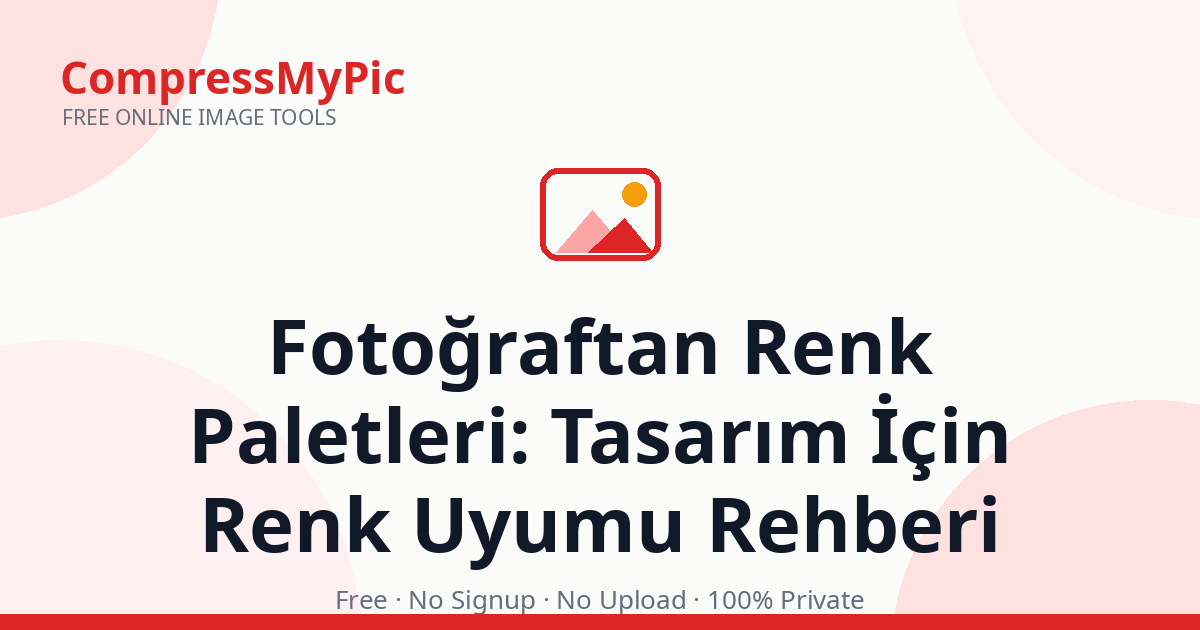 CompressMyPic
FREE ONLINE IMAGE TOOLS
Fotoğraftan Renk
Paletleri: Tasarım İçin
Renk Uyumu Rehberi
Free · No Signup · No Upload · 100% Private